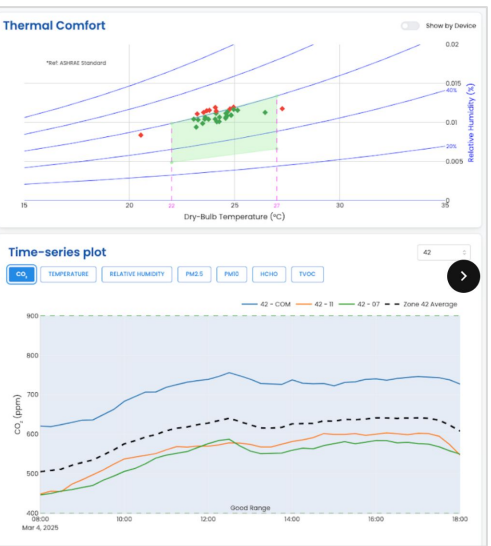 Thermal Comfort
Show by Device
*Ref. ASHRAE Standard
0.02
0.015
40%
0.01
20%
0.005
0
Relative Humidity (%)
15
20
22
25
27
30
35
Dry-Bulb Temperature (°C)
Time-series plot
42
CO₂
TEMPERATURE
RELATIVE HUMIDITY
PM2.5
PM10
HCHO
TVOC
42 - COM
42 - 11
42 - 07
Zone 42 Average
900
800
700
600
500
400
CO₂ (ppm)
Good Range
08:00
10:00
12:00
14:00
16:00
18:00
Mar 4, 2025